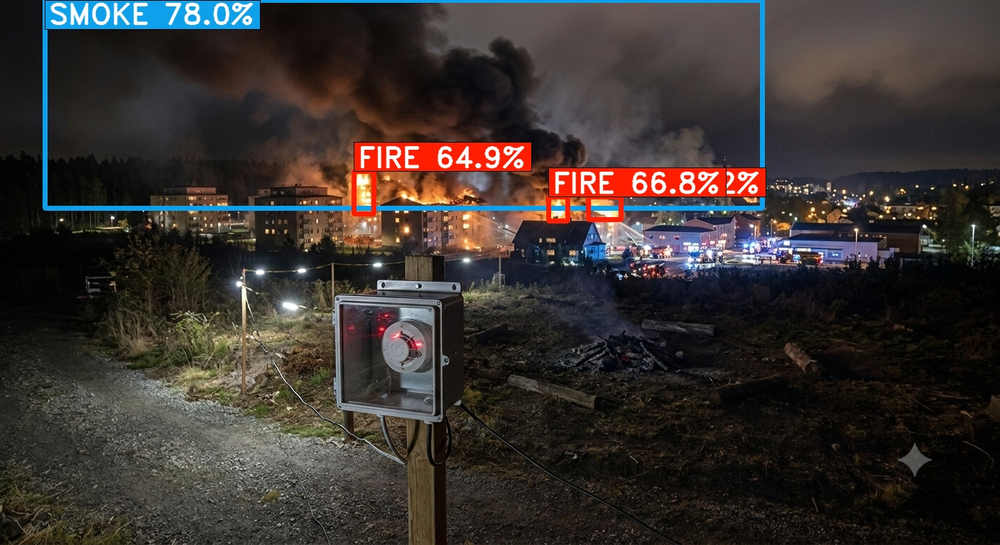 SMOKE 78.0%
FIRE 64.9%
FIRE 66.8%
2%